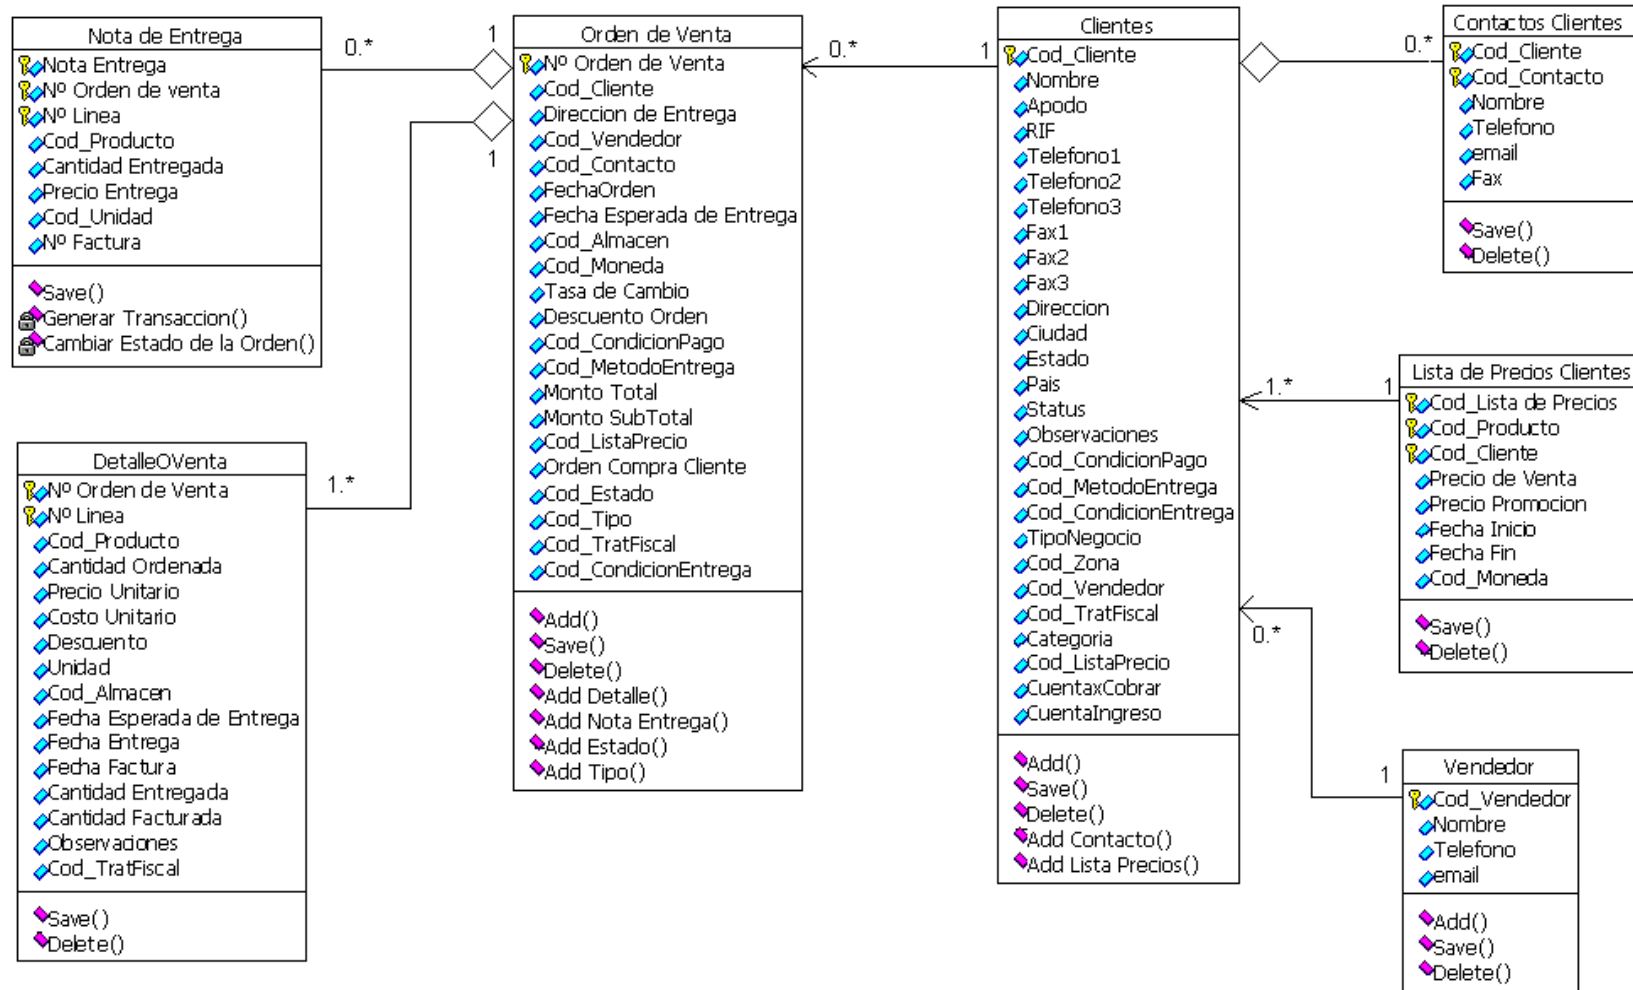 Nota de Entrega
Nota Entrega
Nº Orden de venta
Nº Linea
Cod_Producto
Cantidad Entregada
Precio Entrega
Cod_Unidad
Nº Factura
Save()
Generar Transaccion()
Cambiar Estado de la Orden()
0.*
1
DetalleOVenta
Nº Orden de Venta
Nº Linea
Cod_Producto
Cantidad Ordenada
Precio Unitario
Costo Unitario
Descuento
Unidad
Cod_Almacen
Fecha Esperada de Entrega
Fecha Entrega
Fecha Factura
Cantidad Entregada
Cantidad Facturada
Observaciones
Cod_TratFiscal
Save()
Delete()
1.*
1
Orden de Venta
Nº Orden de Venta
Cod_Cliente
Direccion de Entrega
Cod_Vendedor
Cod_Contacto
FechaOrden
Fecha Esperada de Entrega
Cod_Almacen
Cod_Moneda
Tasa de Cambio
Descuento Orden
Cod_CondicionPago
Cod_MetodoEntrega
Monto Total
Monto SubTotal
Cod_ListaPrecio
Orden Compra Cliente
Cod_Estado
Cod_Tipo
Cod_TratFiscal
Cod_CondicionEntrega
Add()
Save()
Delete()
Add Detalle()
Add Nota Entrega()
Add Estado()
Add Tipo()
0.*
1
Clientes
Cod_Cliente
Nombre
Apodo
RIF
Telefono1
Telefono2
Telefono3
Fax1
Fax2
Fax3
Direccion
Ciudad
Estado
Pais
Status
Observaciones
Cod_CondicionPago
Cod_MetodoEntrega
Cod_CondicionEntrega
TipoNegocio
Cod_Zona
Cod_Vendedor
Cod_TratFiscal
Categoria
Cod_ListaPrecio
CuentaxCobrar
CuentaIngreso
Add()
Save()
Delete()
Add Contacto()
Add Lista Precios()
0.*
Contactos Clientes
Cod_Cliente
Cod_Contacto
Nombre
Telefono
email
Fax
Save()
Delete()
1.*
1
Lista de Precios Clientes
Cod_Lista de Precios
Cod_Producto
Cod_Cliente
Precio de Venta
Precio Promocion
Fecha Inicio
Fecha Fin
Cod_Moneda
Save()
Delete()
0.*
1
Vendedor
Cod_Vendedor
Nombre
Telefono
email
Add()
Save()
Delete()